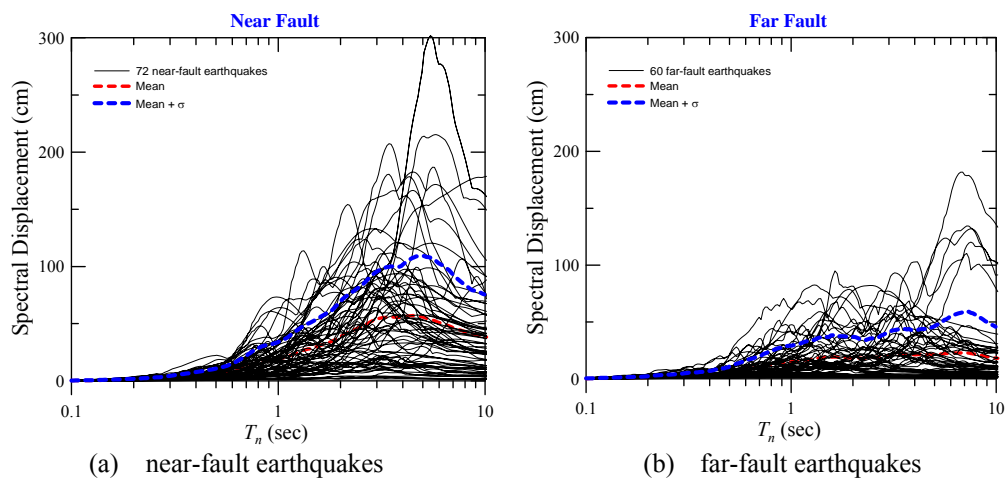 Near Fault
300
200
100
0
0.1
1
10
Spectral Displacement (cm)
72 near-fault earthquakes
Mean
Mean + σ
Tn (sec)
(a) near-fault earthquakes
Far Fault
300
200
100
0
0.1
1
10
Spectral Displacement (cm)
60 far-fault earthquakes
Mean
Mean + σ
Tn (sec)
(b) far-fault earthquakes